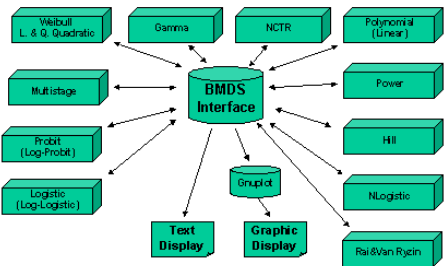 Weibull
L. & Q. Quadratic
Gamma
NCTR
Polynomial
(Linear)
Multistage
BMDS
Interface
Power
Probit
(Log-Probit)
Hill
Logistic
(Log-Logistic)
Gnuplot
NLogistic
Text
Display
Graphic
Display
Rai&Van Ryzin